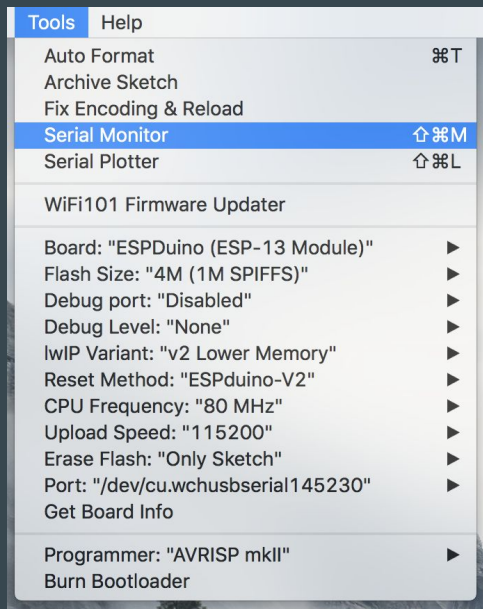 Tools Help
Auto Format ⌘T
Archive Sketch
Fix Encoding & Reload
Serial Monitor ⇧⌘M
Serial Plotter ⇧⌘L
WiFi101 Firmware Updater
Board: "ESPDuino (ESP-13 Module)"
Flash Size: "4M (1M SPIFFS)"
Debug port: "Disabled"
Debug Level: "None"
lwIP Variant: "v2 Lower Memory"
Reset Method: "ESPduino-V2"
CPU Frequency: "80 MHz"
Upload Speed: "115200"
Erase Flash: "Only Sketch"
Port: "/dev/cu.wchusbserial145230"
Get Board Info
Programmer: "AVRISP mkII"
Burn Bootloader